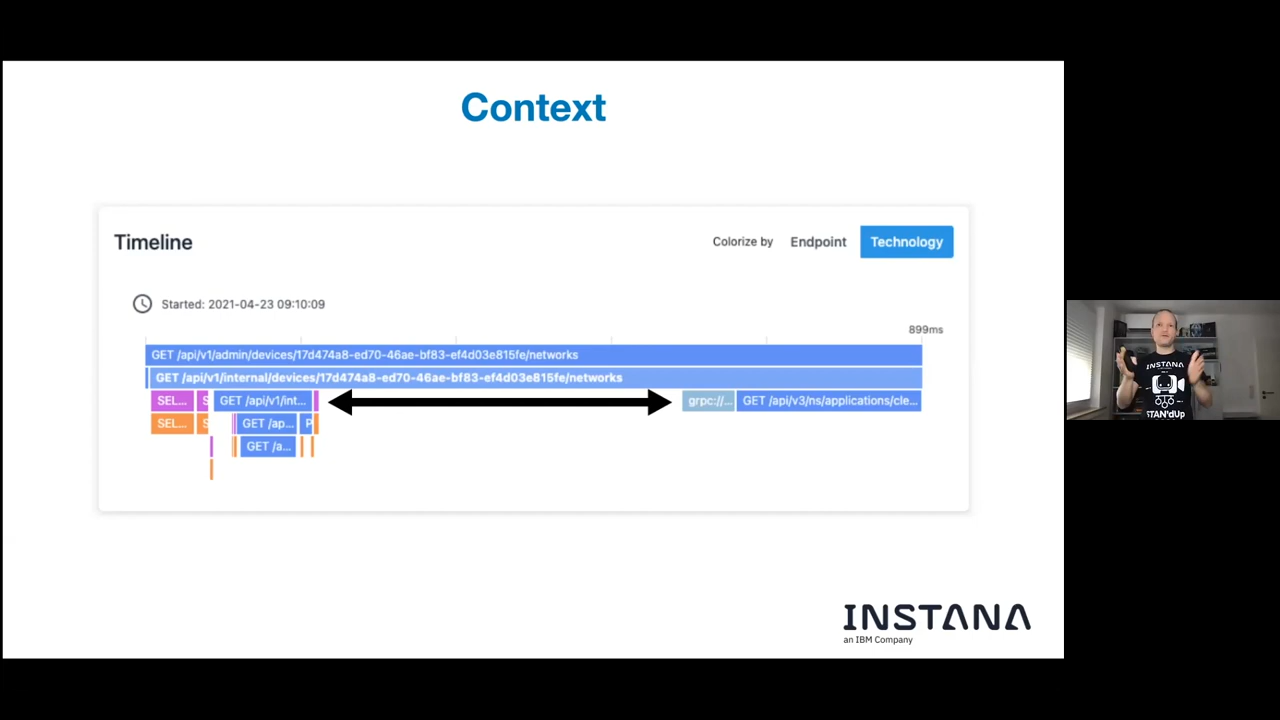 Context
Timeline
Colorize by Endpoint Technology
Started: 2021-04-23 09:10:09
899ms
GET /api/v1/admin/devices/17d474a8-ed70-46ae-bf83-ef4d03e815fe/networks
GET /api/v1/internal/devices/17d474a8-ed70-46ae-bf83-ef4d03e815fe/networks
SEL... S GET /api/v1/int... grpc://... GET /api/v3/ns/applications/cle...
SEL... S GET /ap... P
GET /a...
INSTANA
an IBM Company
INSTANA
STAN'dUp